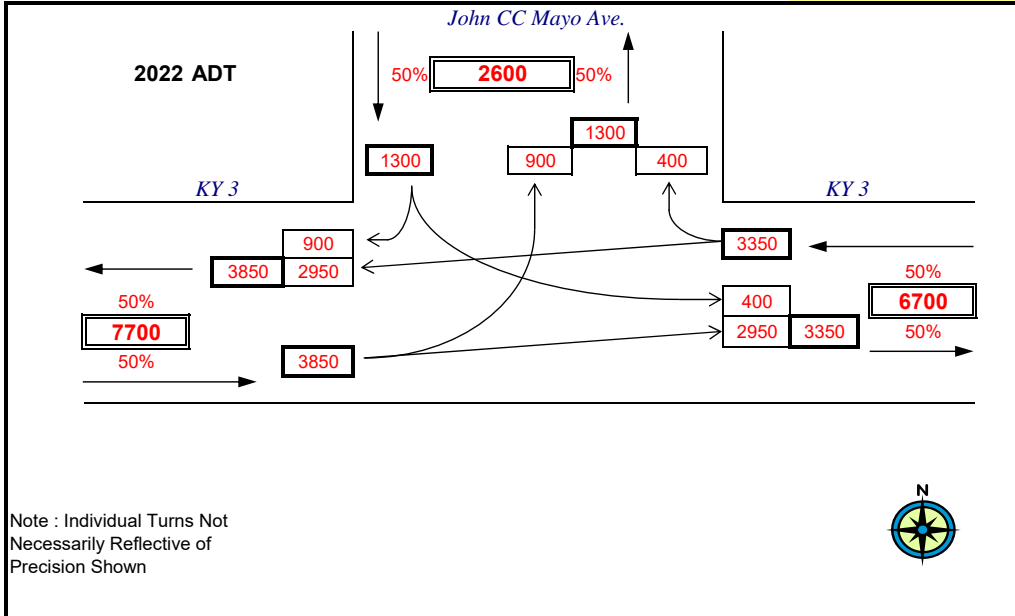 John CC Mayo Ave.
2022 ADT
50% 2600 50%
1300
1300 900 400
KY 3 KY 3
900 3350
3850 2950
50% 50%
400 6700
7700 2950 3350 50%
50% 3850
N
Note : Individual Turns Not
Necessarily Reflective of
Precision Shown